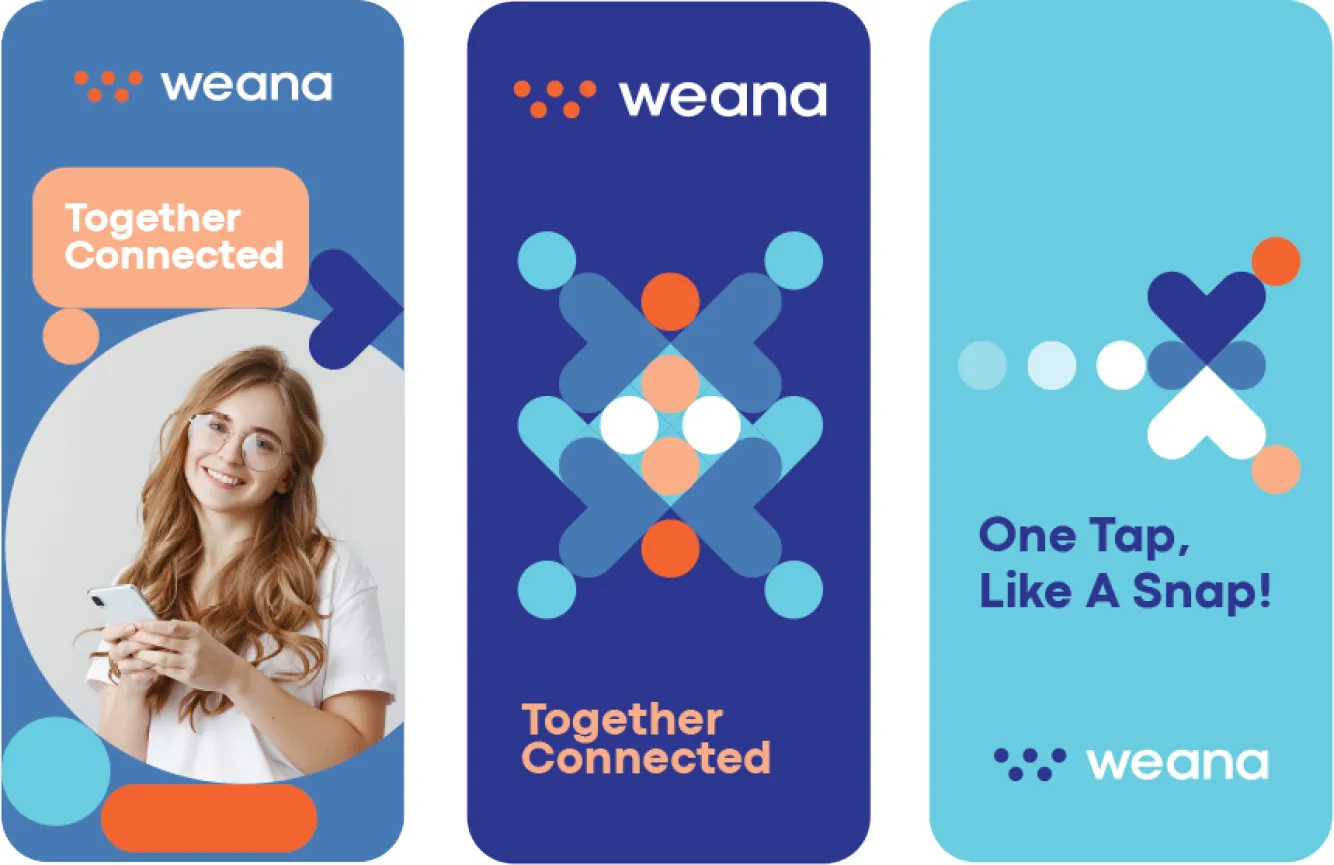 weana
Together
Connected
weana
Together
Connected
One Tap,
Like A Snap!
weana